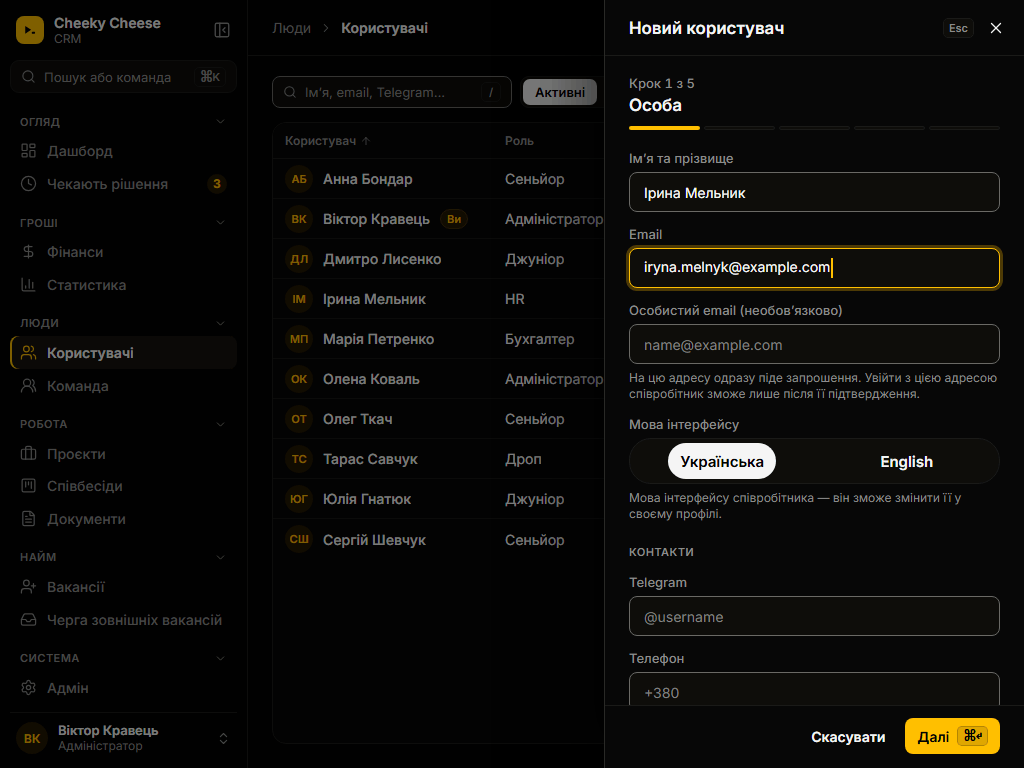 Cheeky Cheese
CRM
Пошук або команда ⌘K
ОГЛЯД
Дашборд
Чекають рішення 3
ГРОШІ
Фінанси
Статистика
ЛЮДИ
Користувачі
Команда
РОБОТА
Проєкти
Співбесіди
Документи
НАЙМ
Вакансії
Черга зовнішніх вакансій
СИСТЕМА
Адмін
ВК Віктор Кравець
Адміністратор
Люди > Користувачі
Ім’я, email, Telegram... /
Активні
Користувач ↑ Роль
АБ Анна Бондар Сеньйор
ВК Віктор Кравець Ви Адміністратор
ДЛ Дмитро Лисенко Джуніор
ІМ Ірина Мельник HR
МП Марія Петренко Бухгалтер
ОК Олена Коваль Адміністратор
ОТ Олег Ткач Сеньйор
ТС Тарас Савчук Дроп
ЮГ Юлія Гнатюк Джуніор
СШ Сергій Шевчук Сеньйор
Новий користувач Esc
Крок 1 з 5
Особа
Ім’я та прізвище
Ірина Мельник
Email
iryna.melnyk@example.com
Особистий email (необов’язково)
name@example.com
На цю адресу одразу піде запрошення. Увійти з цією адресою
співробітник зможе лише після її підтвердження.
Мова інтерфейсу
Українська English
Мова інтерфейсу співробітника — він зможе змінити її у
своєму профілі.
КОНТАКТИ
Telegram
@username
Телефон
+380
Скасувати Далі ⌘↵